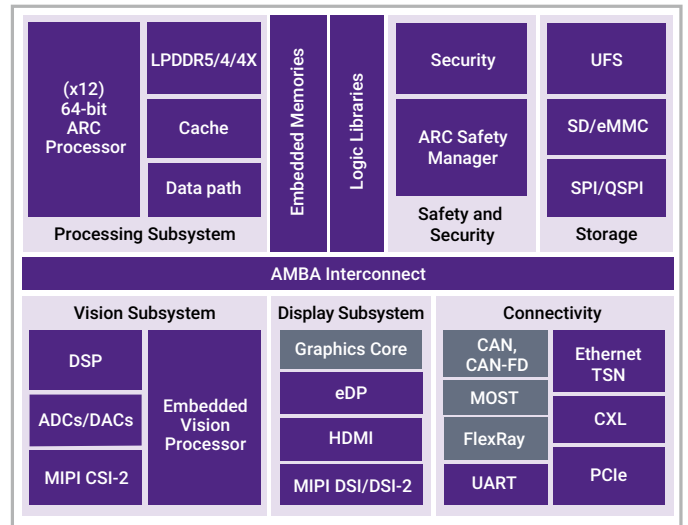 (x12)
64-bit
ARC
Processor
LPDDR5/4/4X
Cache
Data path
Processing Subsystem
Embedded Memories
Logic Libraries
Security
ARC Safety
Manager
Safety and
Security
UFS
SD/eMMC
SPI/QSPI
Storage
AMBA Interconnect
Vision Subsystem
DSP
ADCs/DACs
MIPI CSI-2
Embedded
Vision
Processor
Display Subsystem
Graphics Core
eDP
HDMI
MIPI DSI/DSI-2
Connectivity
CAN,
CAN-FD
MOST
FlexRay
UART
Ethernet
TSN
CXL
PCIe